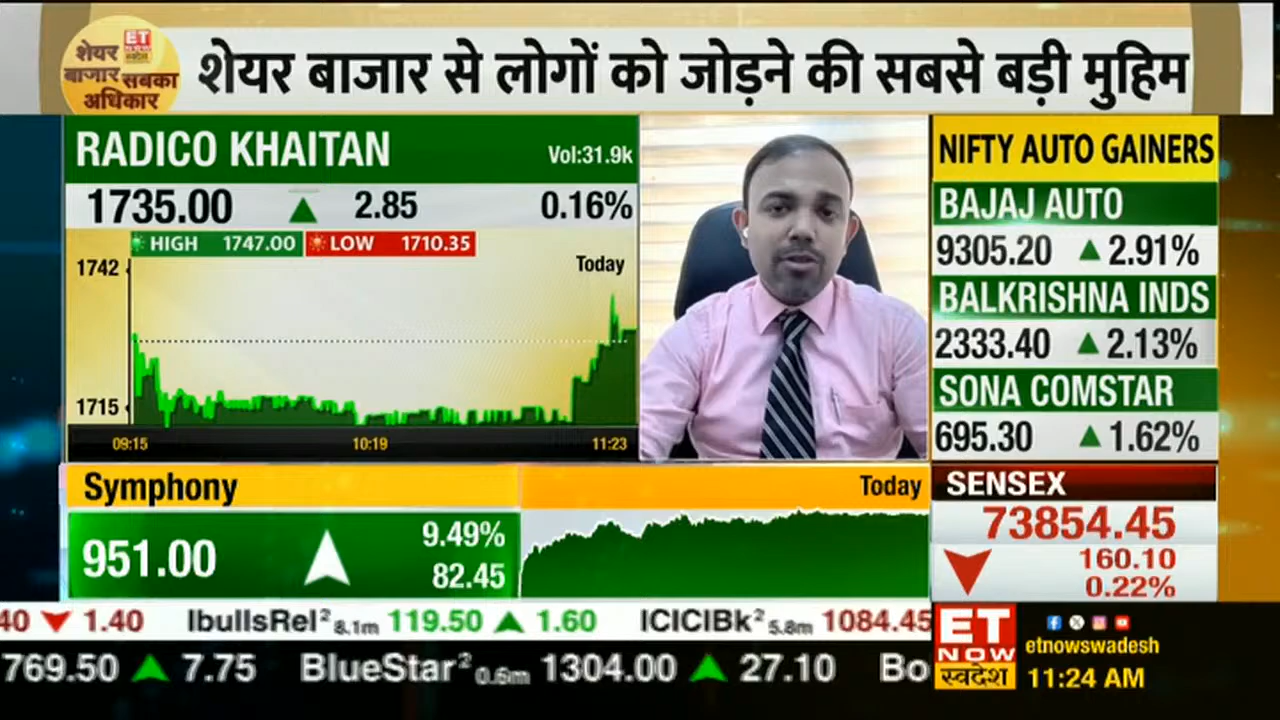 शेयर
ET
NOW
स्वदेश
बाजार सबका
अधिकार
शेयर बाजार से लोगों को जोड़ने की सबसे बड़ी मुहिम
RADICO KHAITAN
Vol:31.9k
1735.00 ▲ 2.85 0.16%
HIGH 1747.00 LOW 1710.35
Today
1742
1715
09:15 10:19 11:23
NIFTY AUTO GAINERS
BAJAJ AUTO
9305.20 ▲ 2.91%
BALKRISHNA INDS
2333.40 ▲ 2.13%
SONA COMSTAR
695.30 ▲ 1.62%
Symphony
Today
951.00 ▲ 9.49%
82.45
SENSEX
73854.45
▼ 160.10
0.22%
40 ▼ 1.40 IbullsRel² 8.1m 119.50 ▲ 1.60 ICICIBk² 5.8m 1084.45
769.50 ▲ 7.75 BlueStar² 0.6m 1304.00 ▲ 27.10 Bo
ET
NOW
स्वदेश
etnowswadesh
11:24 AM